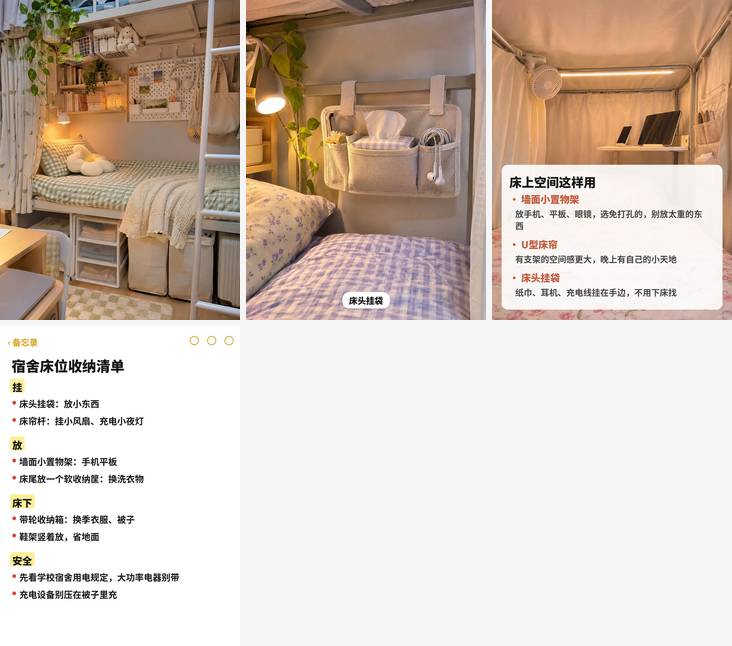 床头挂袋
床上空间这样用
• 墙面小置物架
放手机、平板、眼镜，选免打孔的，别放太重的东
西
• U型床帘
有支架的空间感更大，晚上有自己的小天地
• 床头挂袋
纸巾、耳机、充电线挂在手边，不用下床找
‹ 备忘录
宿舍床位收纳清单
挂
• 床头挂袋：放小东西
• 床帘杆：挂小风扇、充电小夜灯
放
• 墙面小置物架：手机平板
• 床尾放一个软收纳筐：换洗衣物
床下
• 带轮收纳箱：换季衣服、被子
• 鞋架竖着放，省地面
安全
• 先看学校宿舍用电规定，大功率电器别带
• 充电设备别压在被子里充